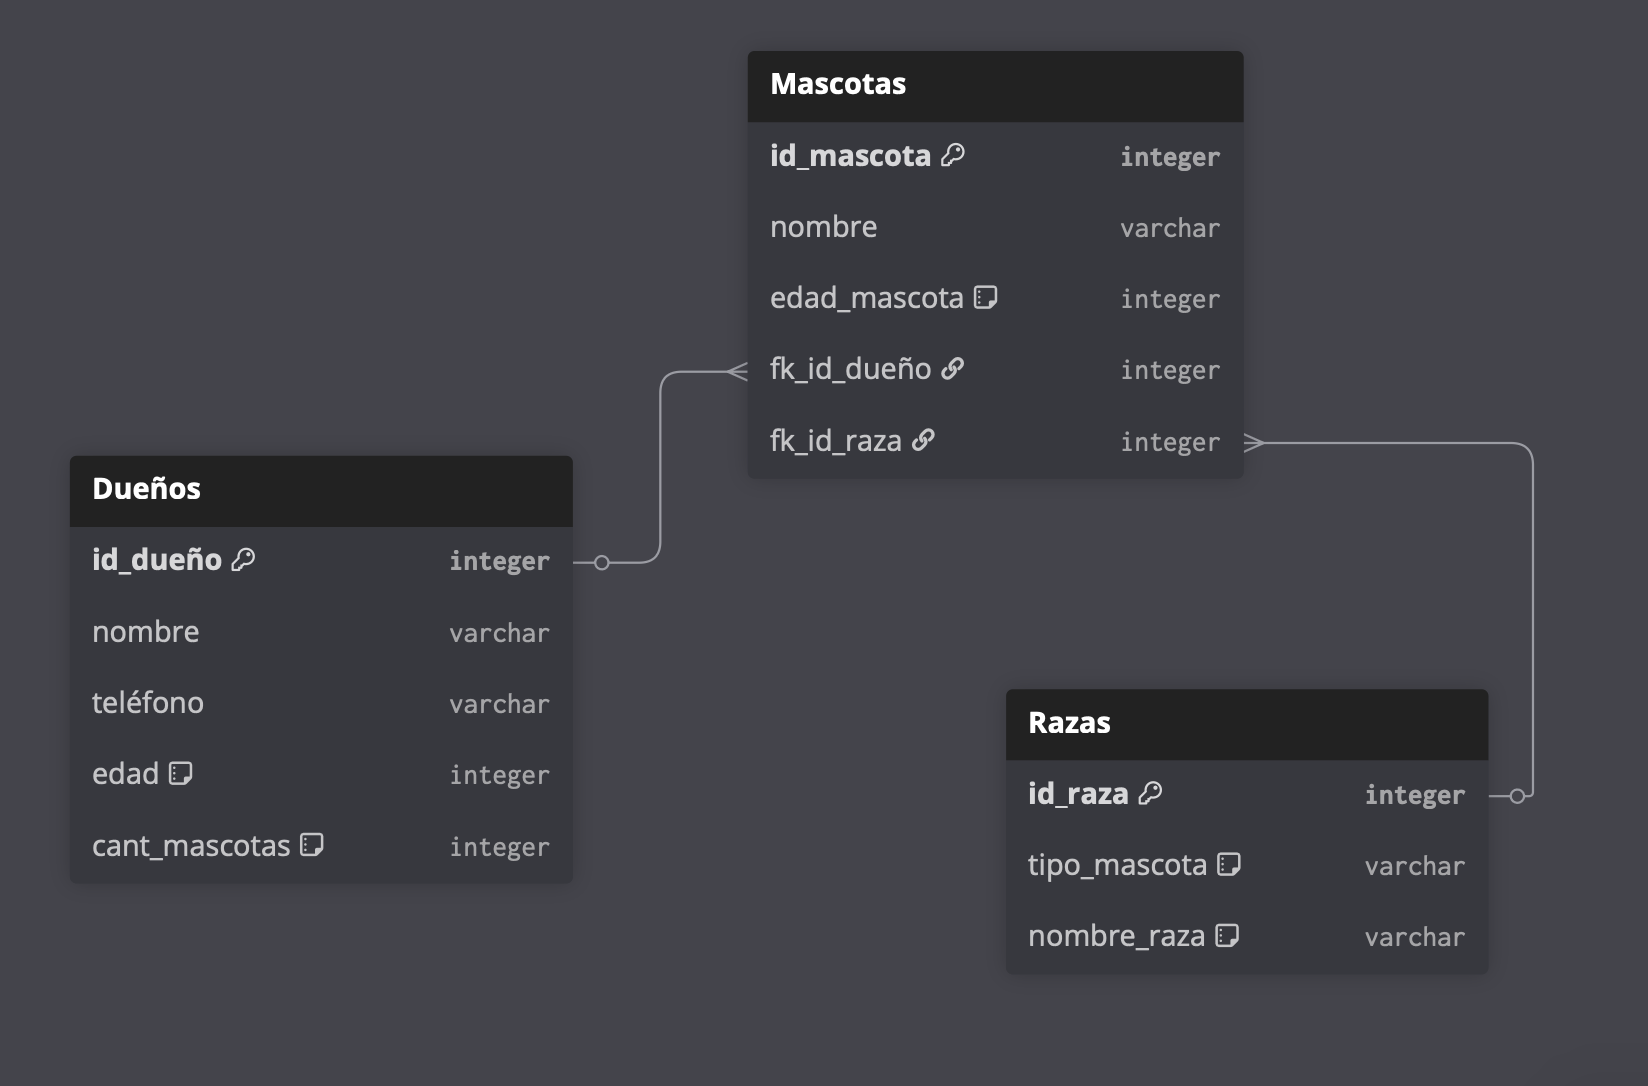 Mascotas
id_mascota integer
nombre varchar
edad_mascota integer
fk_id_dueño integer
fk_id_raza integer
Dueños
id_dueño integer
nombre varchar
teléfono varchar
edad integer
cant_mascotas integer
Razas
id_raza integer
tipo_mascota varchar
nombre_raza varchar